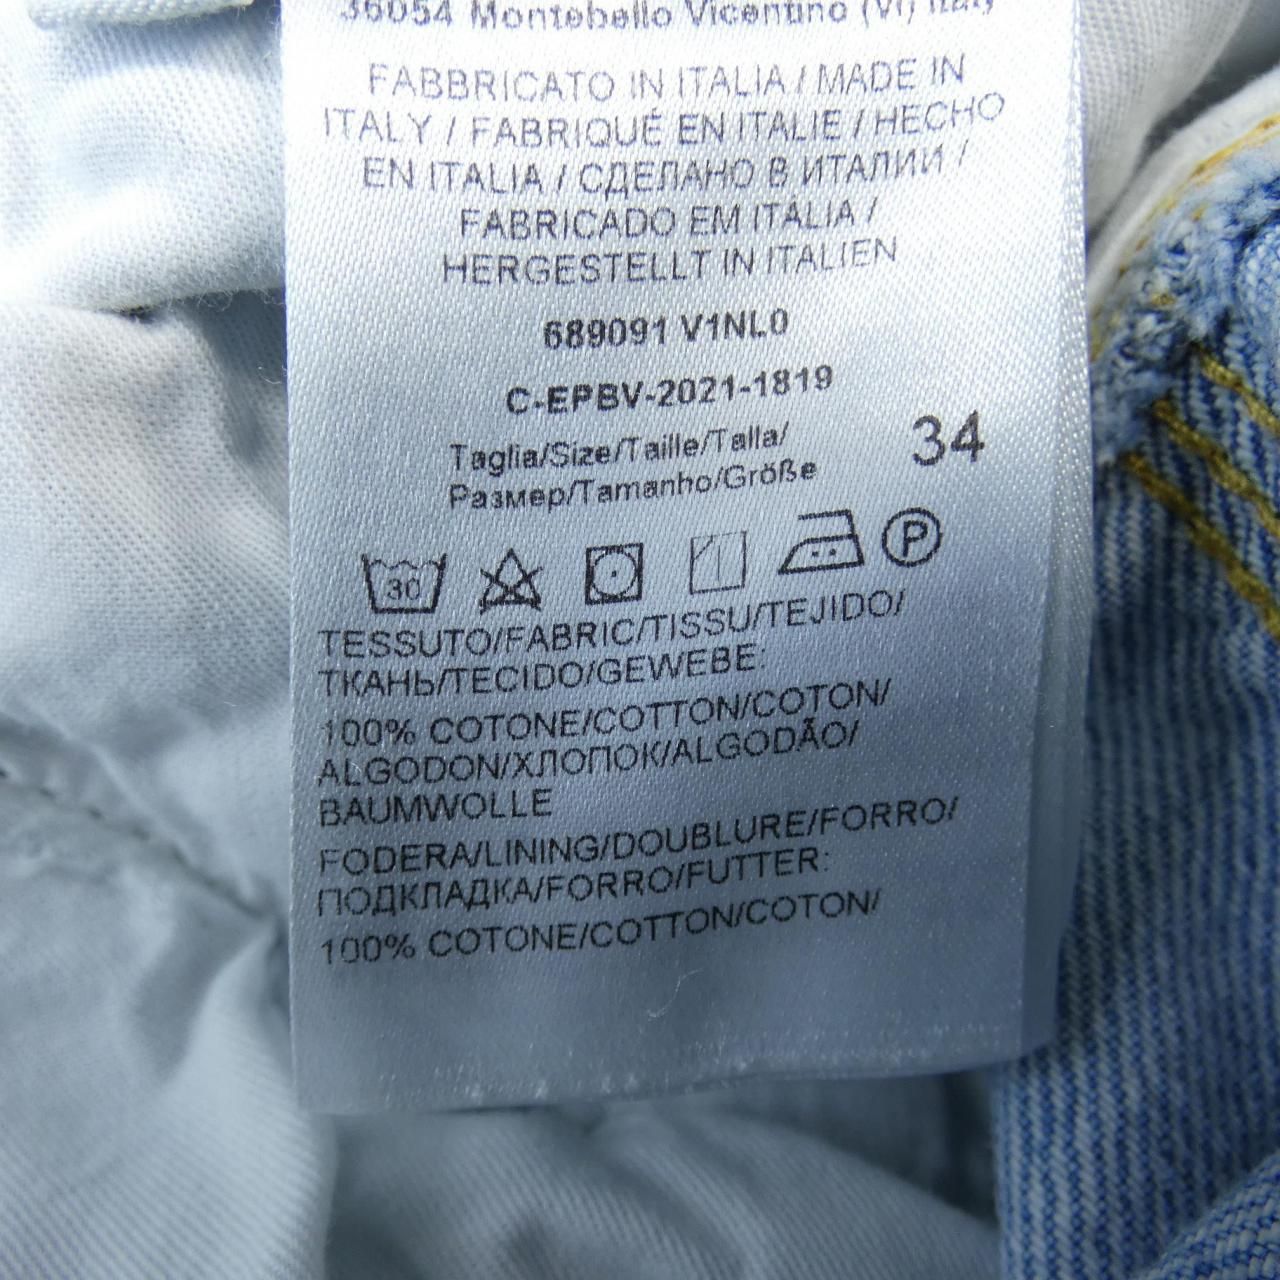 36054 Montebello Vicentino (VI) Italy
FABBRICATO IN ITALIA / MADE IN
ITALY / FABRIQUÉ EN ITALIE / HECHO
EN ITALIA / СДЕЛАНО В ИТАЛИИ /
FABRICADO EM ITÁLIA /
HERGESTELLT IN ITALIEN
689091 V1NL0
C-EPBV-2021-1819
Taglia/Size/Taille/Talla/
Размер/Tamanho/Größe
34
30 P
TESSUTO/FABRIC/TISSU/TEJIDO/
ТКАНЬ/TECIDO/GEWEBE:
100% COTONE/COTTON/COTON/
ALGODON/ХЛОПОК/ALGODÃO/
BAUMWOLLE
FODERA/LINING/DOUBLURE/FORRO/
ПОДКЛАДКА/FORRO/FUTTER:
100% COTONE/COTTON/COTON/